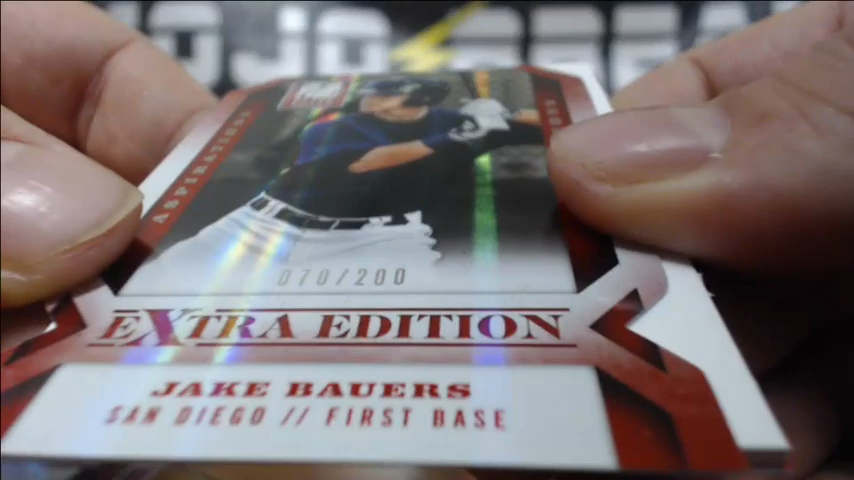 ASPIRATIONS
070/200
EXTRA EDITION
JAKE BAUERS
SAN DIEGO // FIRST BASE